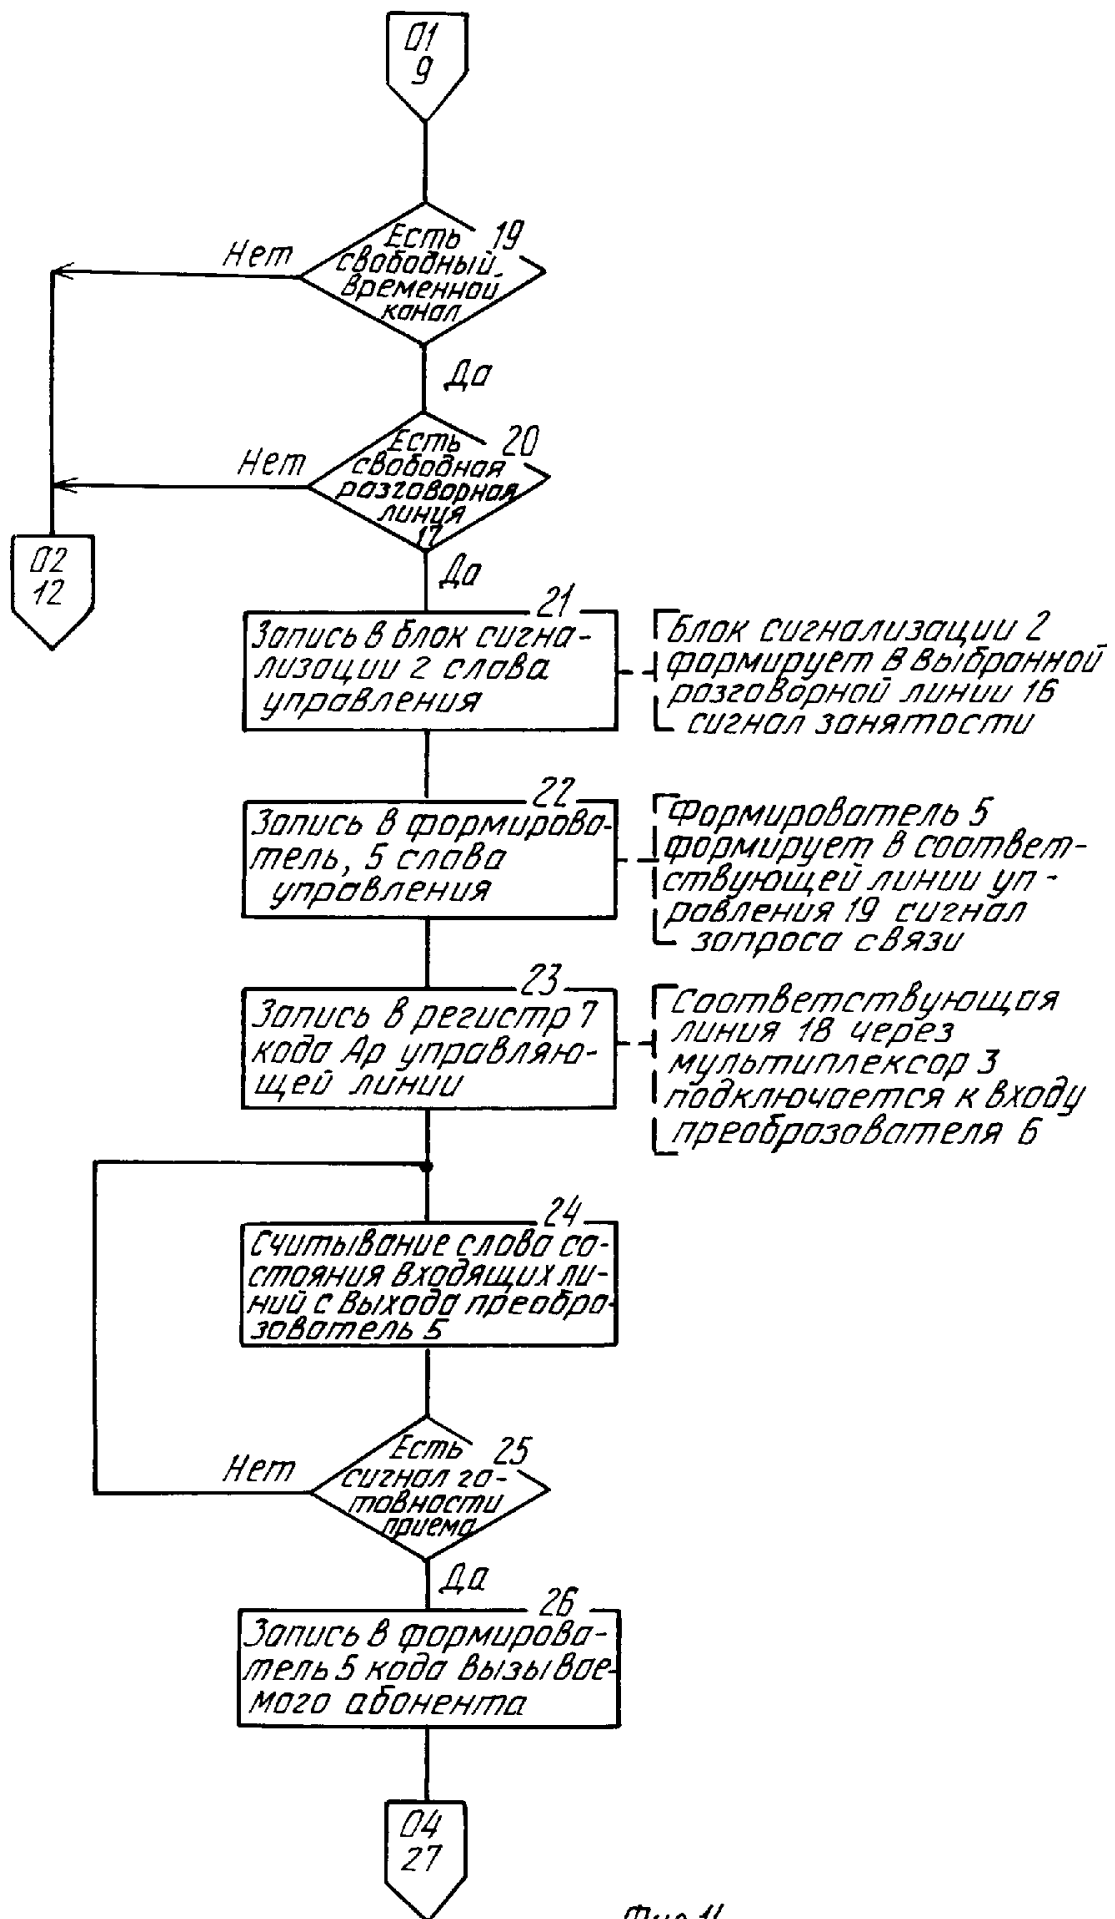 01
9
Есть 19
свободный
временной
канал
Нет
Да
Есть 20
свободная
разговорная
линия
17
Нет
Да
02
12
21
Запись в блок сигна-
лизации 2 слова
управления
Блок сигнализации 2
формирует в выбранной
разговорной линии 16
сигнал занятости
22
Запись в формирова-
тель, 5 слова
управления
Формирователь 5
формирует в соответ-
ствующей линии уп-
равления 19 сигнал
запроса связи
23
Запись в регистр 7
кода Ар управляю-
щей линии
Соответствующая
линия 18 через
мультиплексор 3
подключается к входу
преобразователя 6
24
Считывание слова со-
стояния входящих ли-
ний с выхода преобра-
зователь 5
Есть 25
сигнал го-
товности
приема
Нет
Да
26
Запись в формирова-
тель 5 кода вызывае-
мого абонента
04
27